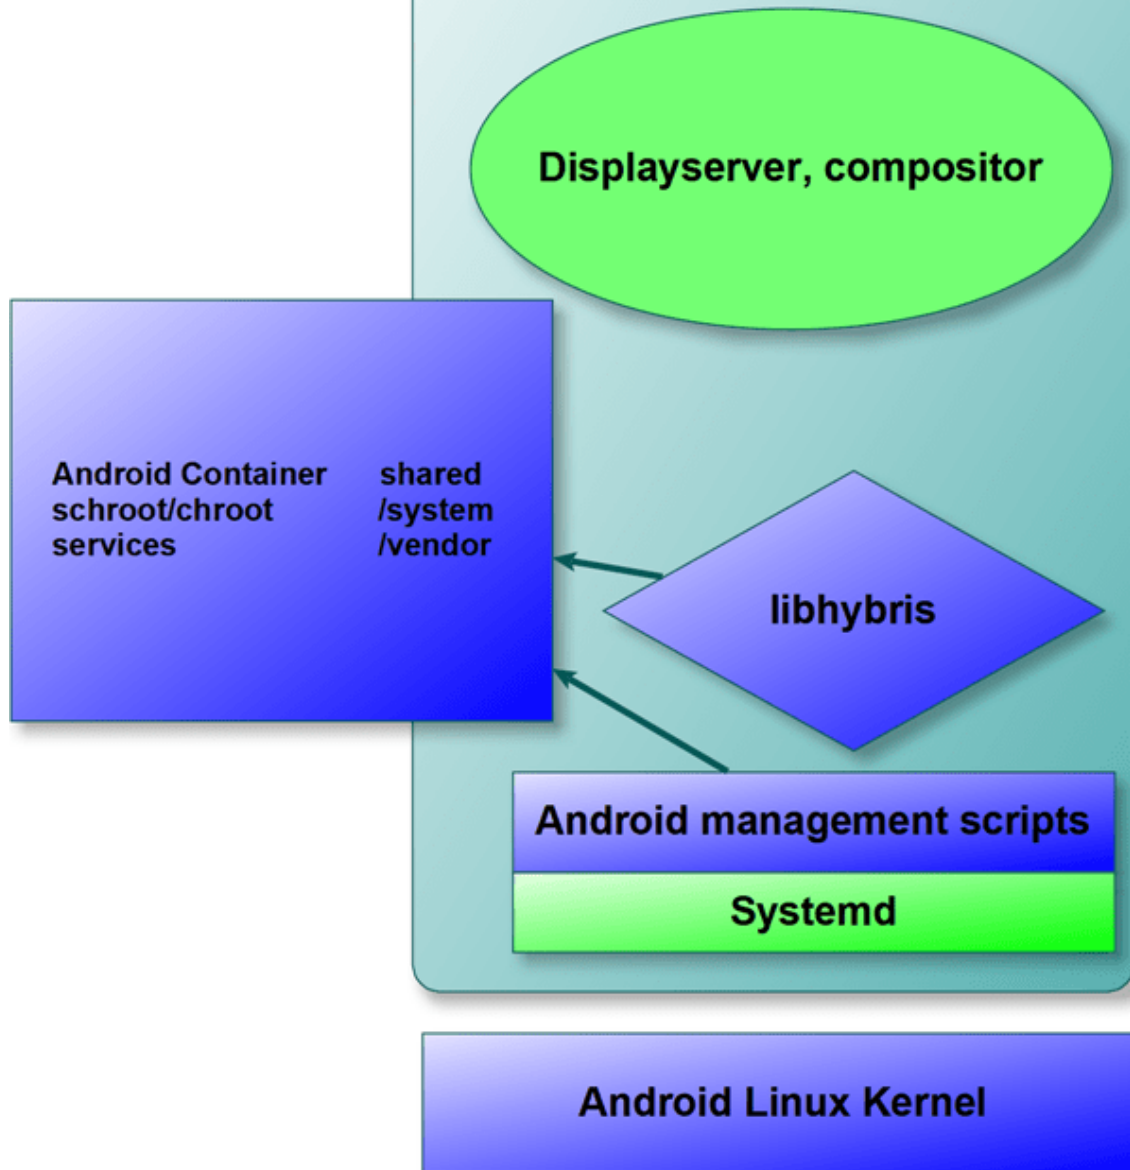 Displayserver, compositor
Android Container shared
schroot/chroot /system
services /vendor
libhybris
Android management scripts
Systemd
Android Linux Kernel